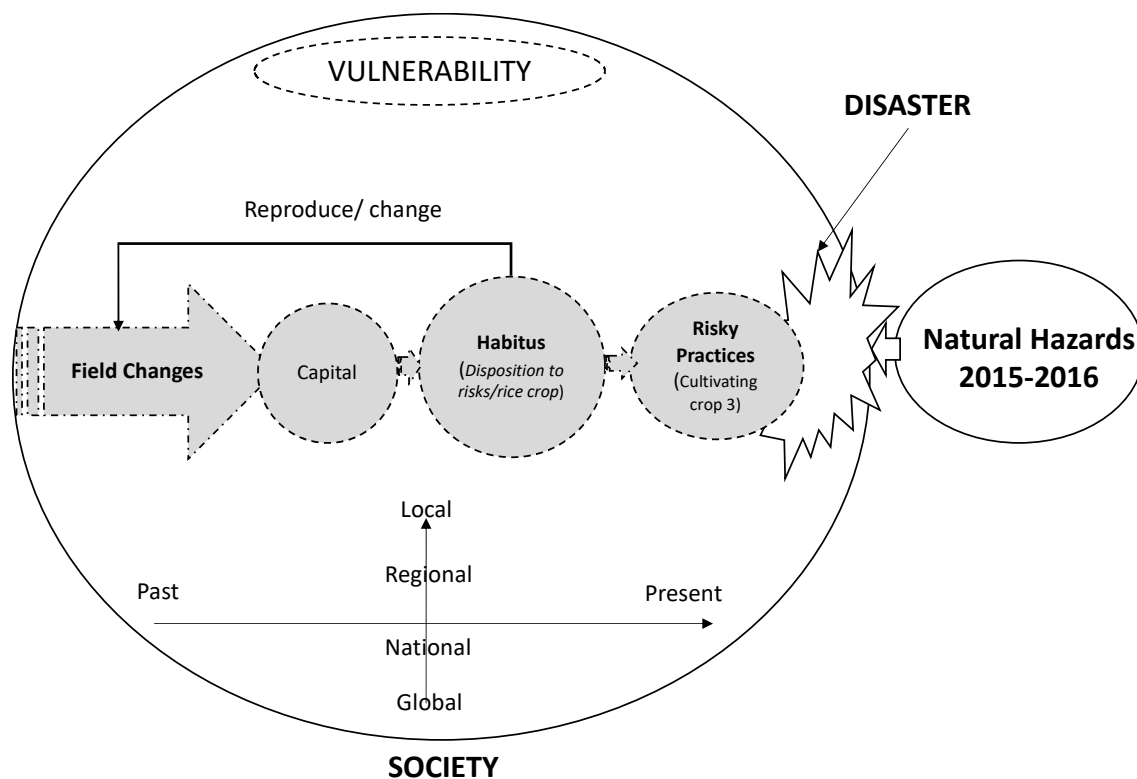 VULNERABILITY
DISASTER
Reproduce/ change
Field Changes
Capital
Habitus
(Disposition to
risks/rice crop)
Risky
Practices
(Cultivating
crop 3)
Natural Hazards
2015-2016
Local
Regional
Past
Present
National
Global
SOCIETY